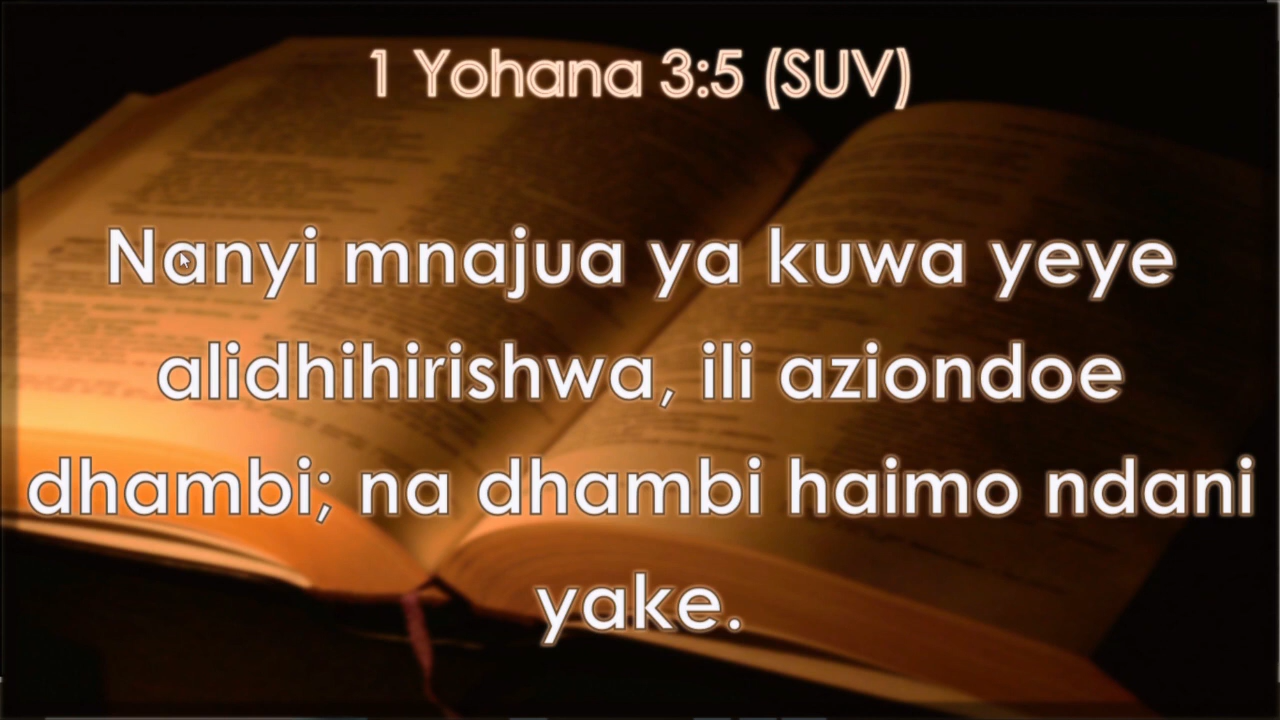 1 Yohana 3:5 (SUV)
Nanyi mnajua ya kuwa yeye
alidhihirishwa, ili aziondoe
dhambi; na dhambi haimo ndani
yake.